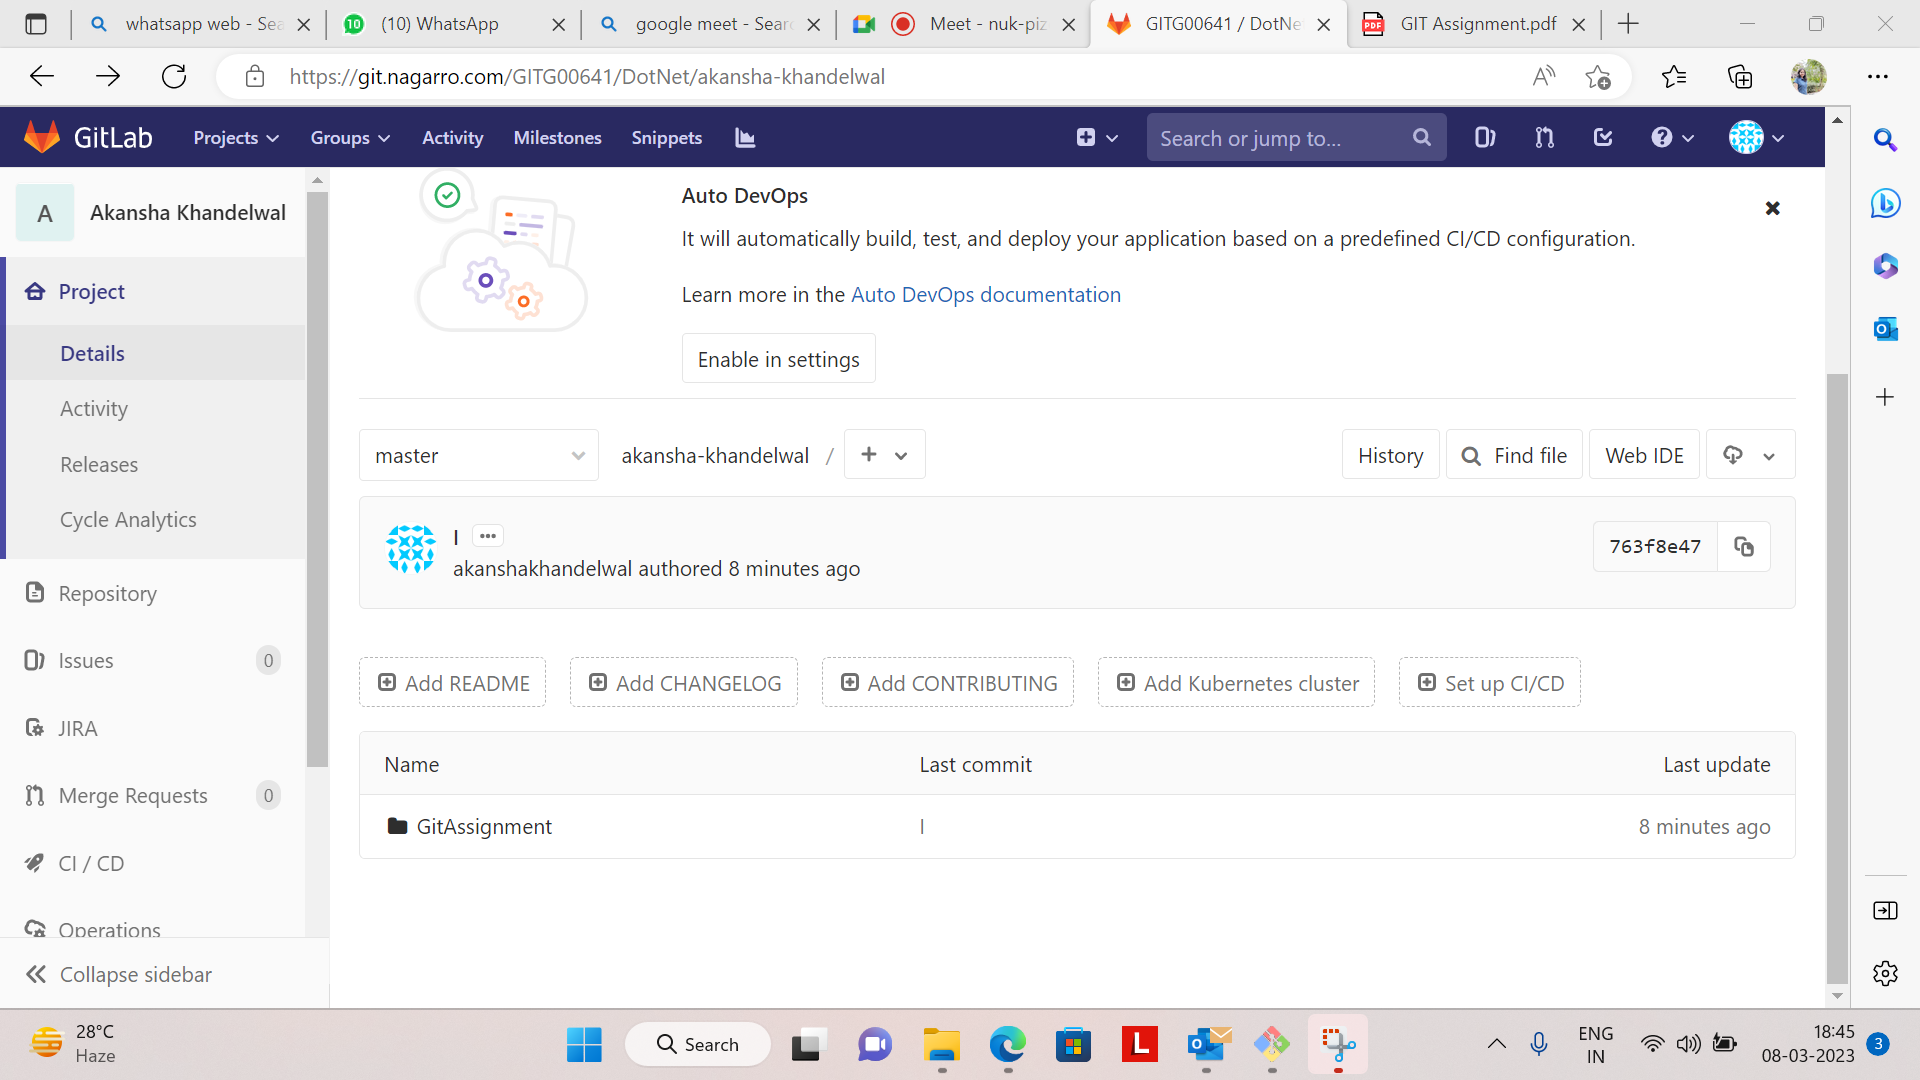 whatsapp web - Sea
(10) WhatsApp
google meet - Searc
Meet - nuk-piz
GITG00641 / DotNe
GIT Assignment.pdf
https://git.nagarro.com/GITG00641/DotNet/akansha-khandelwal
GitLab
Projects
Groups
Activity
Milestones
Snippets
Search or jump to...
A
Akansha Khandelwal
Project
Details
Activity
Releases
Cycle Analytics
Repository
Issues
0
JIRA
Merge Requests
0
CI / CD
Operations
Collapse sidebar
Auto DevOps
It will automatically build, test, and deploy your application based on a predefined CI/CD configuration.
Learn more in the Auto DevOps documentation
Enable in settings
master
akansha-khandelwal /
History
Find file
Web IDE
I
akanshakhandelwal authored 8 minutes ago
763f8e47
Add README
Add CHANGELOG
Add CONTRIBUTING
Add Kubernetes cluster
Set up CI/CD
Name Last commit Last update
GitAssignment I 8 minutes ago
28°C
Haze
Search
ENG
IN
18:45
08-03-2023
3